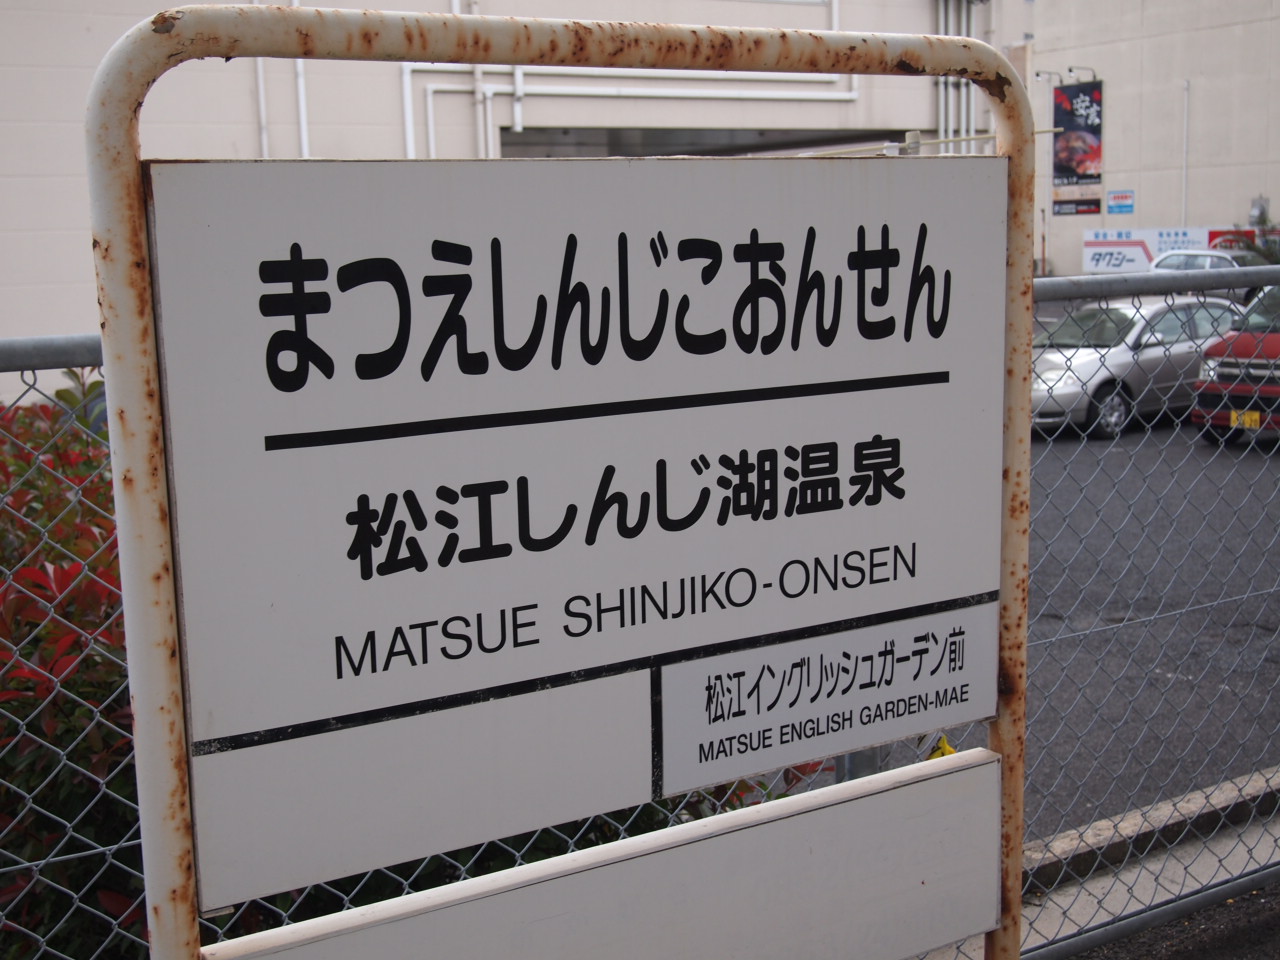 まつえしんじこおんせん
松江しんじ湖温泉
MATSUE SHINJIKO-ONSEN
松江イングリッシュガーデン前
MATSUE ENGLISH GARDEN-MAE
タクシー